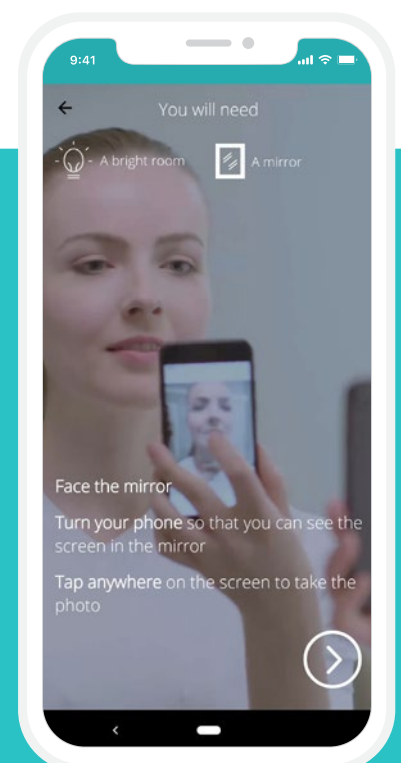 9:41
You will need
A bright room
A mirror
Face the mirror
Turn your phone so that you can see the
screen in the mirror
Tap anywhere on the screen to take the
photo